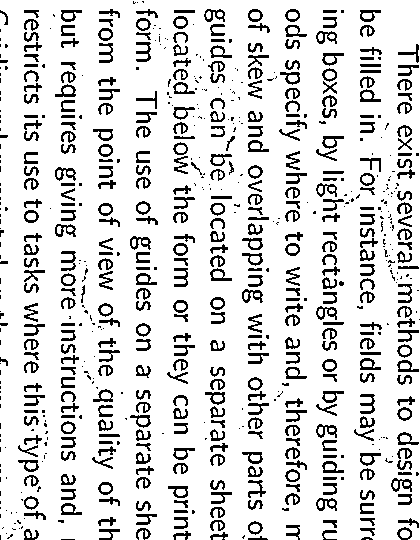 There exist several methods to design fo
be filled in. For instance, fields may be surro
ing boxes, by light rectangles or by guiding ru
ods specify where to write and, therefore, m
of skew and overlapping with other parts of
guides can be located on a separate sheet
located below the form or they can be print
form. The use of guides on a separate she
from the point of view of the quality of th
but requires giving more instructions and,
restricts its use to tasks where this type of a